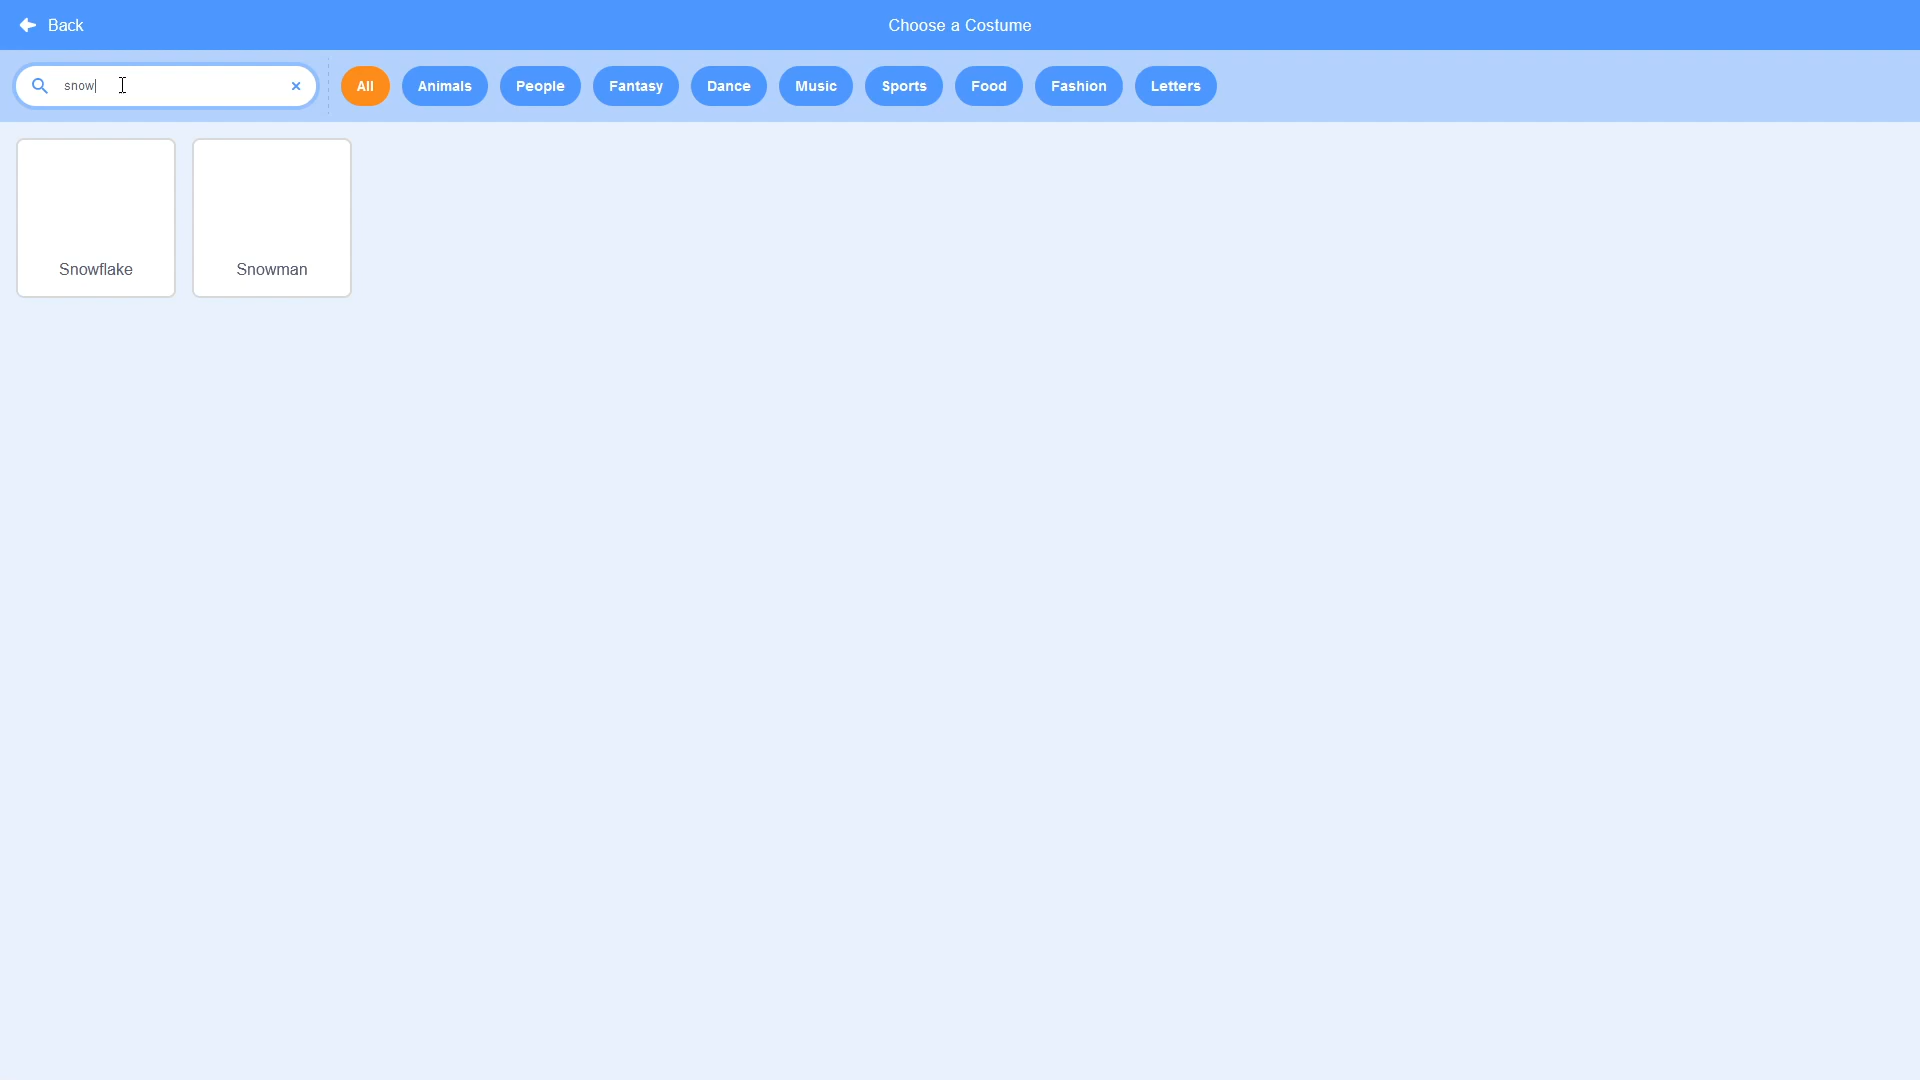 Back
Choose a Costume
snow
All
Animals
People
Fantasy
Dance
Music
Sports
Food
Fashion
Letters
Snowflake
Snowman